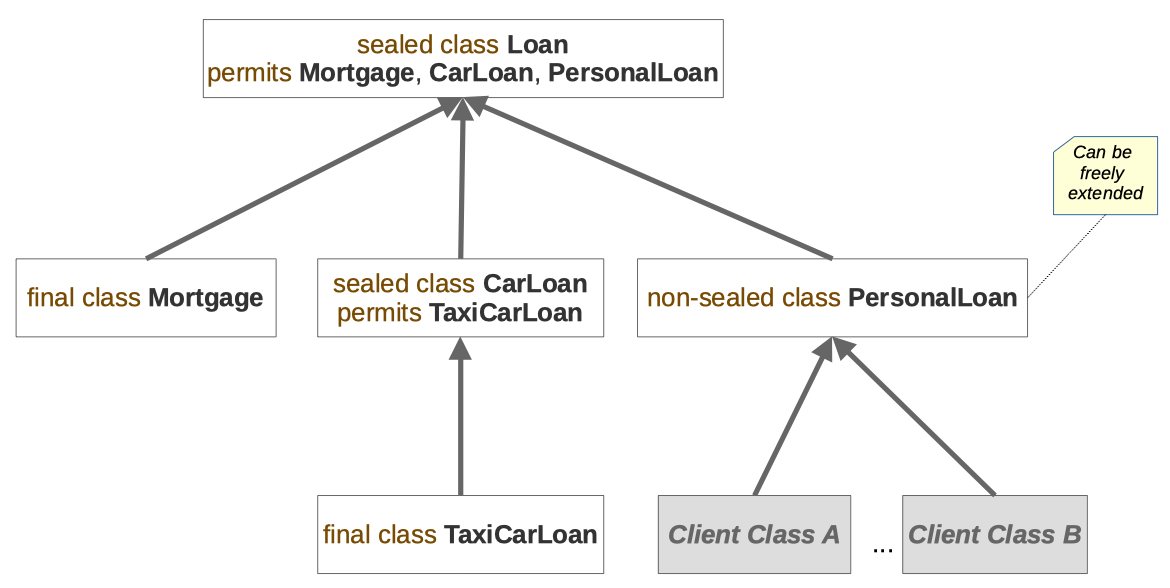 sealed class Loan
permits Mortgage, CarLoan, PersonalLoan
Can be
freely
extended
final class Mortgage
sealed class CarLoan
permits TaxiCarLoan
non-sealed class PersonalLoan
final class TaxiCarLoan
Client Class A
...
Client Class B